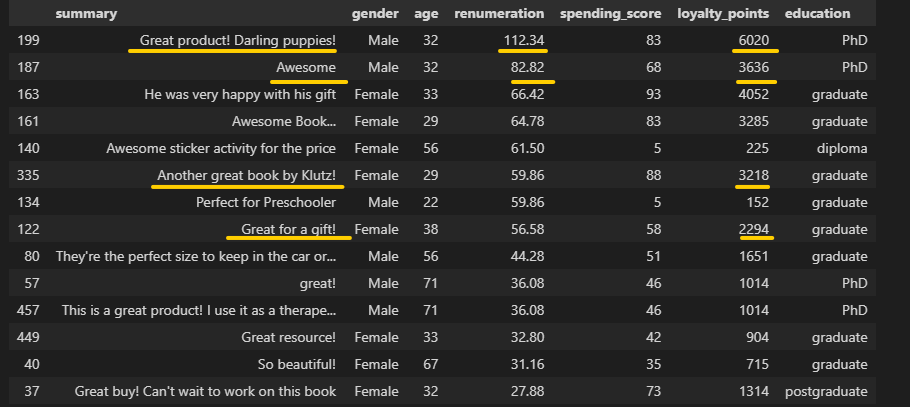 summary gender age renumeration spending_score loyalty_points education
199 Great product! Darling puppies! Male 32 112.34 83 6020 PhD
187 Awesome Male 32 82.82 68 3636 PhD
163 He was very happy with his gift Female 33 66.42 93 4052 graduate
161 Awesome Book... Female 29 64.78 83 3285 graduate
140 Awesome sticker activity for the price Female 56 61.50 5 225 diploma
335 Another great book by Klutz! Female 29 59.86 88 3218 graduate
134 Perfect for Preschooler Male 22 59.86 5 152 graduate
122 Great for a gift! Female 38 56.58 58 2294 graduate
80 They're the perfect size to keep in the car or... Male 56 44.28 51 1651 graduate
57 great! Male 71 36.08 46 1014 PhD
457 This is a great product! I use it as a therape... Male 71 36.08 46 1014 PhD
449 Great resource! Female 33 32.80 42 904 graduate
40 So beautiful! Female 67 31.16 35 715 graduate
37 Great buy! Can't wait to work on this book Female 32 27.88 73 1314 postgraduate